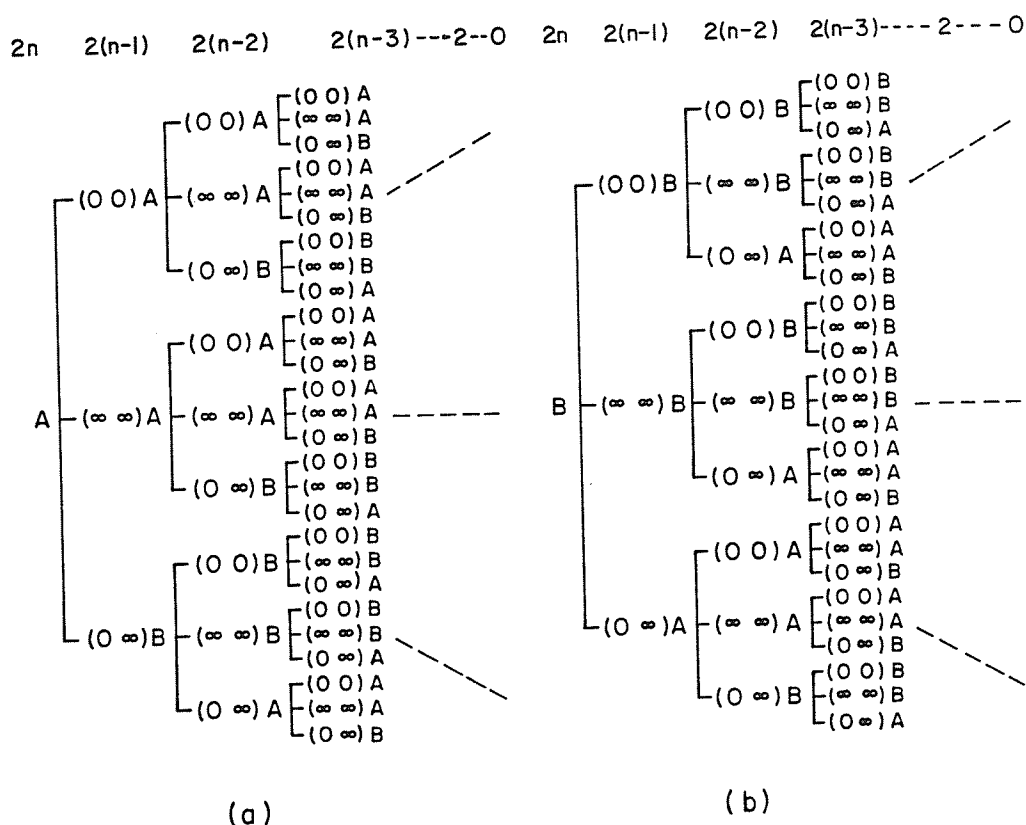 2n 2(n-1) 2(n-2) 2(n-3)---2--0
(0 0) A
(0 0) A (∞ ∞) A
(0 ∞) B
(0 0) A
(0 0) A (∞ ∞) A (∞ ∞) A
(0 ∞) B
(0 0) B
(0 ∞) B (∞ ∞) B
(0 ∞) A
(0 0) A
(0 0) A (∞ ∞) A
(0 ∞) B
(0 0) A
A (∞ ∞) A (∞ ∞) A (∞ ∞) A
(0 ∞) B
(0 0) B
(0 ∞) B (∞ ∞) B
(0 ∞) A
(0 0) B
(0 0) B (∞ ∞) B
(0 ∞) A
(0 0) B
(0 ∞) B (∞ ∞) B (∞ ∞) B
(0 ∞) A
(0 0) A
(0 ∞) A (∞ ∞) A
(0 ∞) B
(a)
2n 2(n-1) 2(n-2) 2(n-3)----2---0
(0 0) B
(0 0) B (∞ ∞) B
(0 ∞) A
(0 0) B
(0 0) B (∞ ∞) B (∞ ∞) B
(0 ∞) A
(0 0) A
(0 ∞) A (∞ ∞) A
(0 ∞) B
(0 0) B
(0 0) B (∞ ∞) B
(0 ∞) A
(0 0) B
B (∞ ∞) B (∞ ∞) B (∞ ∞) B
(0 ∞) A
(0 0) A
(0 ∞) A (∞ ∞) A
(0 ∞) B
(0 0) A
(0 0) A (∞ ∞) A
(0 ∞) B
(0 0) A
(0 ∞) A (∞ ∞) A (∞ ∞) A
(0 ∞) B
(0 0) B
(0 ∞) B (∞ ∞) B
(0 ∞) A
(b)